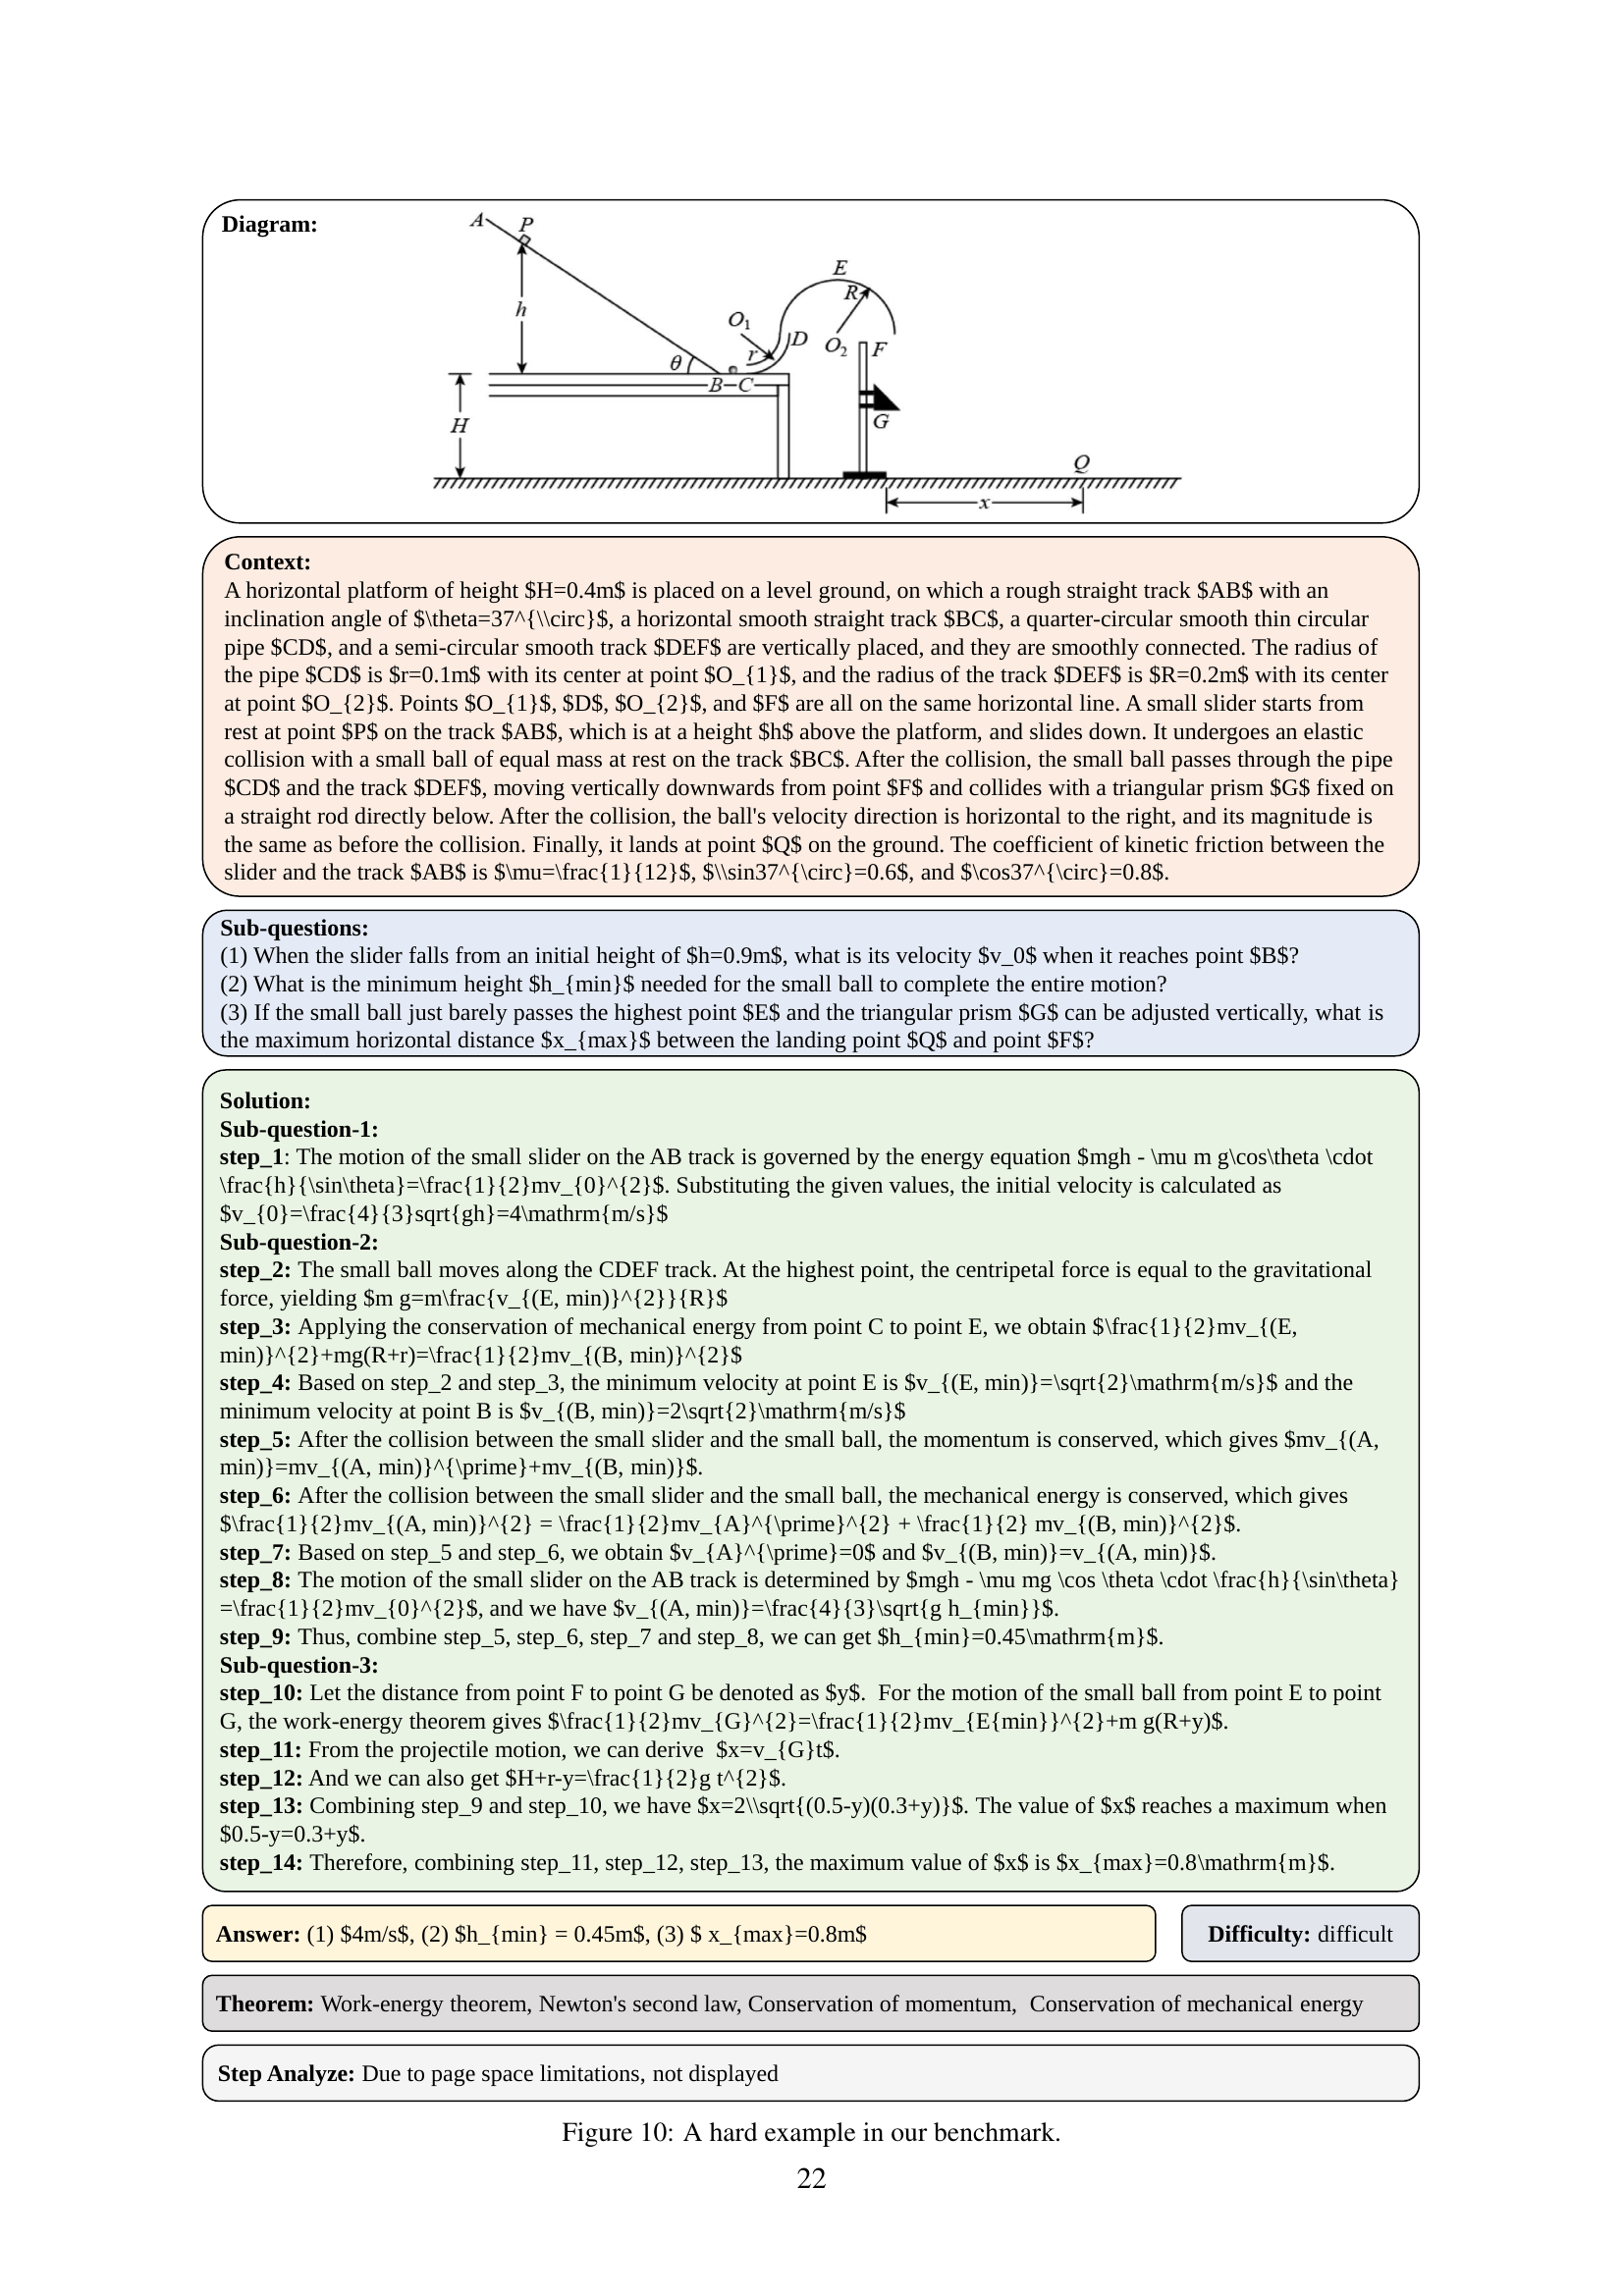 Diagram:
A
P
h
θ
H
B
C
O1
r
D
E
R
O2
F
G
Q
x
Context:
A horizontal platform of height $H=0.4m$ is placed on a level ground, on which a rough straight track $AB$ with an
inclination angle of $\theta=37^{\\circ}$, a horizontal smooth straight track $BC$, a quarter-circular smooth thin circular
pipe $CD$, and a semi-circular smooth track $DEF$ are vertically placed, and they are smoothly connected. The radius of
the pipe $CD$ is $r=0.1m$ with its center at point $O_{1}$, and the radius of the track $DEF$ is $R=0.2m$ with its center
at point $O_{2}$. Points $O_{1}$, $D$, $O_{2}$, and $F$ are all on the same horizontal line. A small slider starts from
rest at point $P$ on the track $AB$, which is at a height $h$ above the platform, and slides down. It undergoes an elastic
collision with a small ball of equal mass at rest on the track $BC$. After the collision, the small ball passes through the pipe
$CD$ and the track $DEF$, moving vertically downwards from point $F$ and collides with a triangular prism $G$ fixed on
a straight rod directly below. After the collision, the ball's velocity direction is horizontal to the right, and its magnitude is
the same as before the collision. Finally, it lands at point $Q$ on the ground. The coefficient of kinetic friction between the
slider and the track $AB$ is $\mu=\frac{1}{12}$, $\\sin37^{\circ}=0.6$, and $\cos37^{\circ}=0.8$.
Sub-questions:
(1) When the slider falls from an initial height of $h=0.9m$, what is its velocity $v_0$ when it reaches point $B$?
(2) What is the minimum height $h_{min}$ needed for the small ball to complete the entire motion?
(3) If the small ball just barely passes the highest point $E$ and the triangular prism $G$ can be adjusted vertically, what is
the maximum horizontal distance $x_{max}$ between the landing point $Q$ and point $F$?
Solution:
Sub-question-1:
step_1: The motion of the small slider on the AB track is governed by the energy equation $mgh - \mu m g\cos\theta \cdot
\frac{h}{\sin\theta}=\frac{1}{2}mv_{0}^{2}$. Substituting the given values, the initial velocity is calculated as
$v_{0}=\frac{4}{3}sqrt{gh}=4\mathrm{m/s}$
Sub-question-2:
step_2: The small ball moves along the CDEF track. At the highest point, the centripetal force is equal to the gravitational
force, yielding $m g=m\frac{v_{(E, min)}^{2}}{R}$
step_3: Applying the conservation of mechanical energy from point C to point E, we obtain $\frac{1}{2}mv_{(E,
min)}^{2}+mg(R+r)=\frac{1}{2}mv_{(B, min)}^{2}$
step_4: Based on step_2 and step_3, the minimum velocity at point E is $v_{(E, min)}=\sqrt{2}\mathrm{m/s}$ and the
minimum velocity at point B is $v_{(B, min)}=2\sqrt{2}\mathrm{m/s}$
step_5: After the collision between the small slider and the small ball, the momentum is conserved, which gives $mv_{(A,
min)}=mv_{(A, min)}^{\prime}+mv_{(B, min)}$.
step_6: After the collision between the small slider and the small ball, the mechanical energy is conserved, which gives
$\frac{1}{2}mv_{(A, min)}^{2} = \frac{1}{2}mv_{A}^{\prime}^{2} + \frac{1}{2} mv_{(B, min)}^{2}$.
step_7: Based on step_5 and step_6, we obtain $v_{A}^{\prime}=0$ and $v_{(B, min)}=v_{(A, min)}$.
step_8: The motion of the small slider on the AB track is determined by $mgh - \mu mg \cos \theta \cdot \frac{h}{\sin\theta}
=\frac{1}{2}mv_{0}^{2}$, and we have $v_{(A, min)}=\frac{4}{3}\sqrt{g h_{min}}$.
step_9: Thus, combine step_5, step_6, step_7 and step_8, we can get $h_{min}=0.45\mathrm{m}$.
Sub-question-3:
step_10: Let the distance from point F to point G be denoted as $y$.  For the motion of the small ball from point E to point
G, the work-energy theorem gives $\frac{1}{2}mv_{G}^{2}=\frac{1}{2}mv_{E{min}}^{2}+m g(R+y)$.
step_11: From the projectile motion, we can derive  $x=v_{G}t$.
step_12: And we can also get $H+r-y=\frac{1}{2}g t^{2}$.
step_13: Combining step_9 and step_10, we have $x=2\\sqrt{(0.5-y)(0.3+y)}$. The value of $x$ reaches a maximum when
$0.5-y=0.3+y$.
step_14: Therefore, combining step_11, step_12, step_13, the maximum value of $x$ is $x_{max}=0.8\mathrm{m}$.
Answer: (1) $4m/s$, (2) $h_{min} = 0.45m$, (3) $ x_{max}=0.8m$
Difficulty: difficult
Theorem: Work-energy theorem, Newton's second law, Conservation of momentum,  Conservation of mechanical energy
Step Analyze: Due to page space limitations, not displayed
Figure 10: A hard example in our benchmark.
22